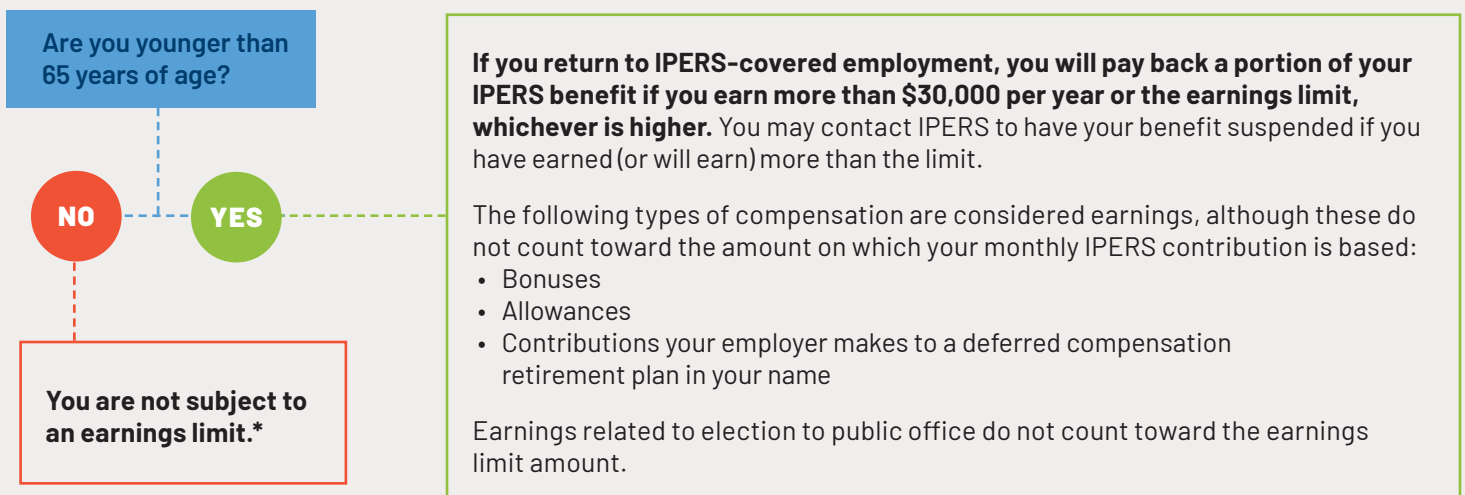 Are you younger than
65 years of age?
NO
YES
You are not subject to
an earnings limit.*
If you return to IPERS-covered employment, you will pay back a portion of your
IPERS benefit if you earn more than $30,000 per year or the earnings limit,
whichever is higher. You may contact IPERS to have your benefit suspended if you
have earned (or will earn) more than the limit.
The following types of compensation are considered earnings, although these do
not count toward the amount on which your monthly IPERS contribution is based:
• Bonuses
• Allowances
• Contributions your employer makes to a deferred compensation
retirement plan in your name
Earnings related to election to public office do not count toward the earnings
limit amount.